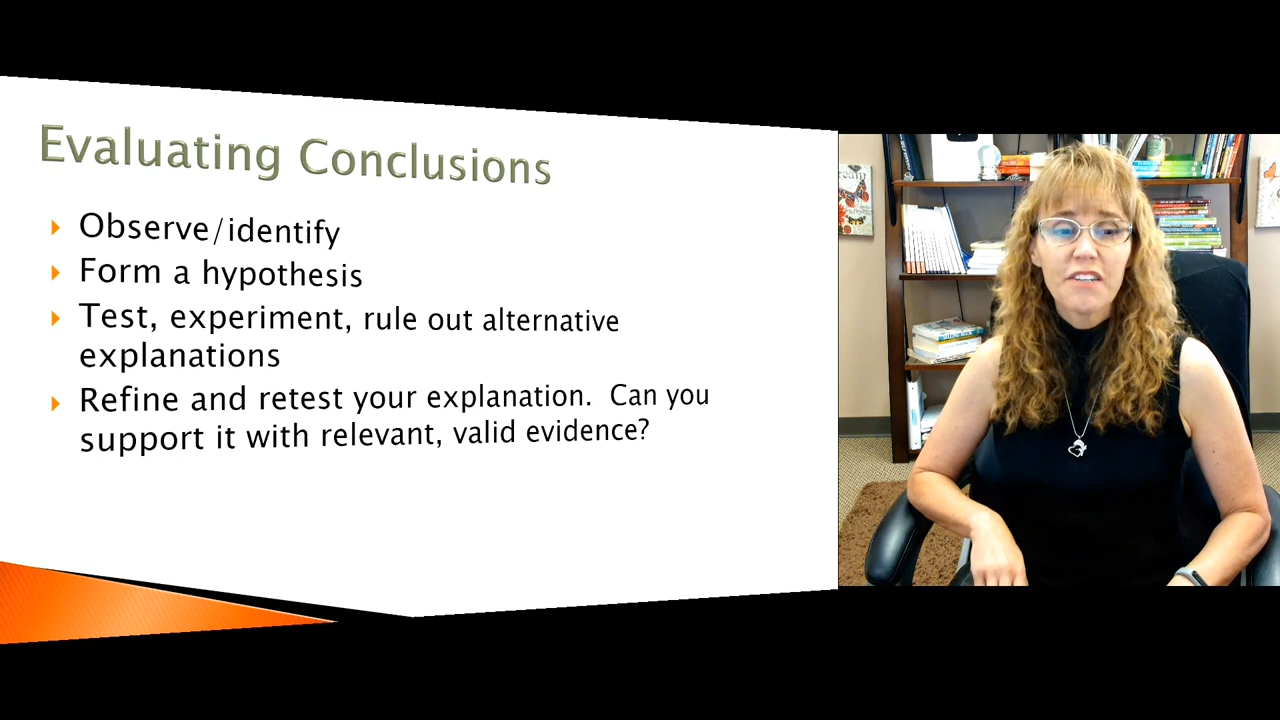 Evaluating Conclusions
Observe/identify
Form a hypothesis
Test, experiment, rule out alternative
explanations
Refine and retest your explanation. Can you
support it with relevant, valid evidence?